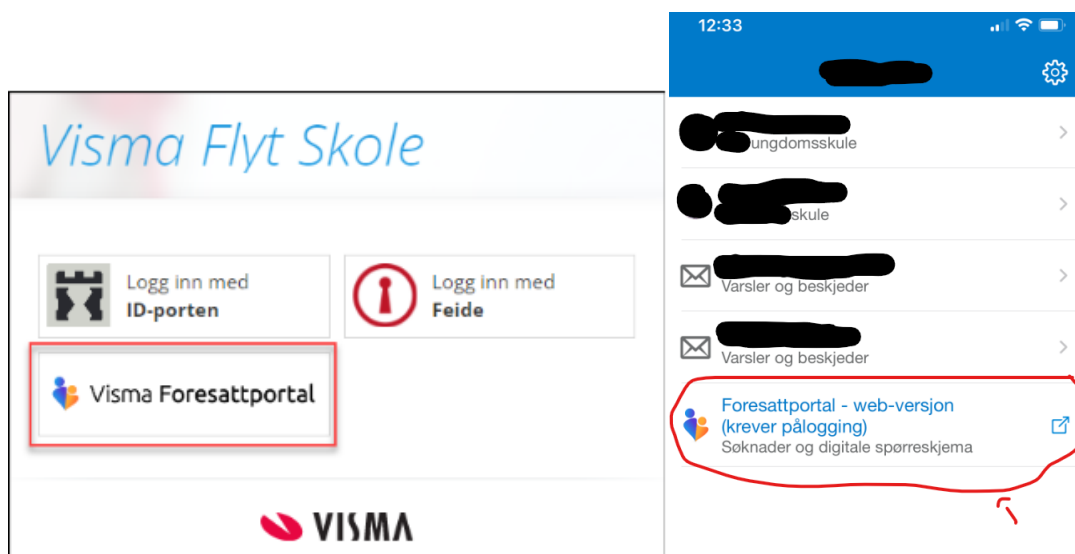 Visma Flyt Skole
Logg inn med
ID-porten
Logg inn med
Feide
Visma Foresattportal
VISMA
12:33
ungdomsskule
skule
Varsler og beskjeder
Varsler og beskjeder
Foresattportal - web-versjon
(krever pålogging)
Søknader og digitale spørreskjema